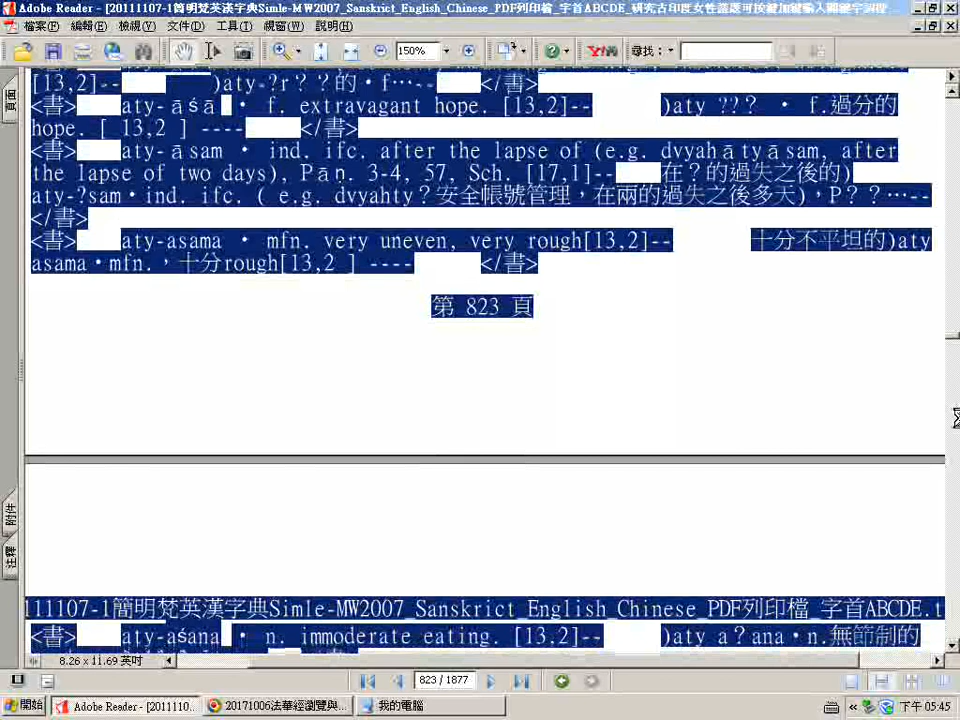 Adobe Reader - [20111107-1簡明梵英漢字典Simle-MW2007_Sanskrict_English_Chinese_PDF列印檔_字首ABCDE_研究古印度女性
檔案(F) 編輯(E) 檢視(V) 文件(D) 工具(T) 視窗(W) 說明(H)
150% 尋找：
頁面
[13,2]-- )aty-?r？？的‧f…-- </書>
<書> aty-āśā ‧ f. extravagant hope. [13,2]-- )aty ??？ ‧ f.過分的
hope. [ 13,2 ] ---- </書>
<書> aty-āsam ‧ ind. ifc. after the lapse of (e.g. dvyahātyāsam, after
the lapse of two days), Pāṇ. 3-4, 57, Sch. [17,1]-- 在？的過失之後的)
aty-?sam‧ind. ifc. ( e.g. dvyahty？安全帳號管理，在兩的過失之後多天)，P？？…--
</書>
<書> aty-asama ‧ mfn. very uneven, very rough[13,2]-- 十分不平坦的)aty
asama‧mfn.，十分rough[13,2 ] ---- </書>
第 823 頁
附件
註釋
111107-1簡明梵英漢字典Simle-MW2007_Sanskrict_English_Chinese_PDF列印檔_字首ABCDE.t
<書> aty-aśana ‧ n. immoderate eating. [13,2]-- )aty a？ana‧n.無節制的
8.26 x 11.69 英吋
823 / 1877
開始 Adobe Reader - [2011110... 20171006法華經瀏覽與... 我的電腦 下午 05:45